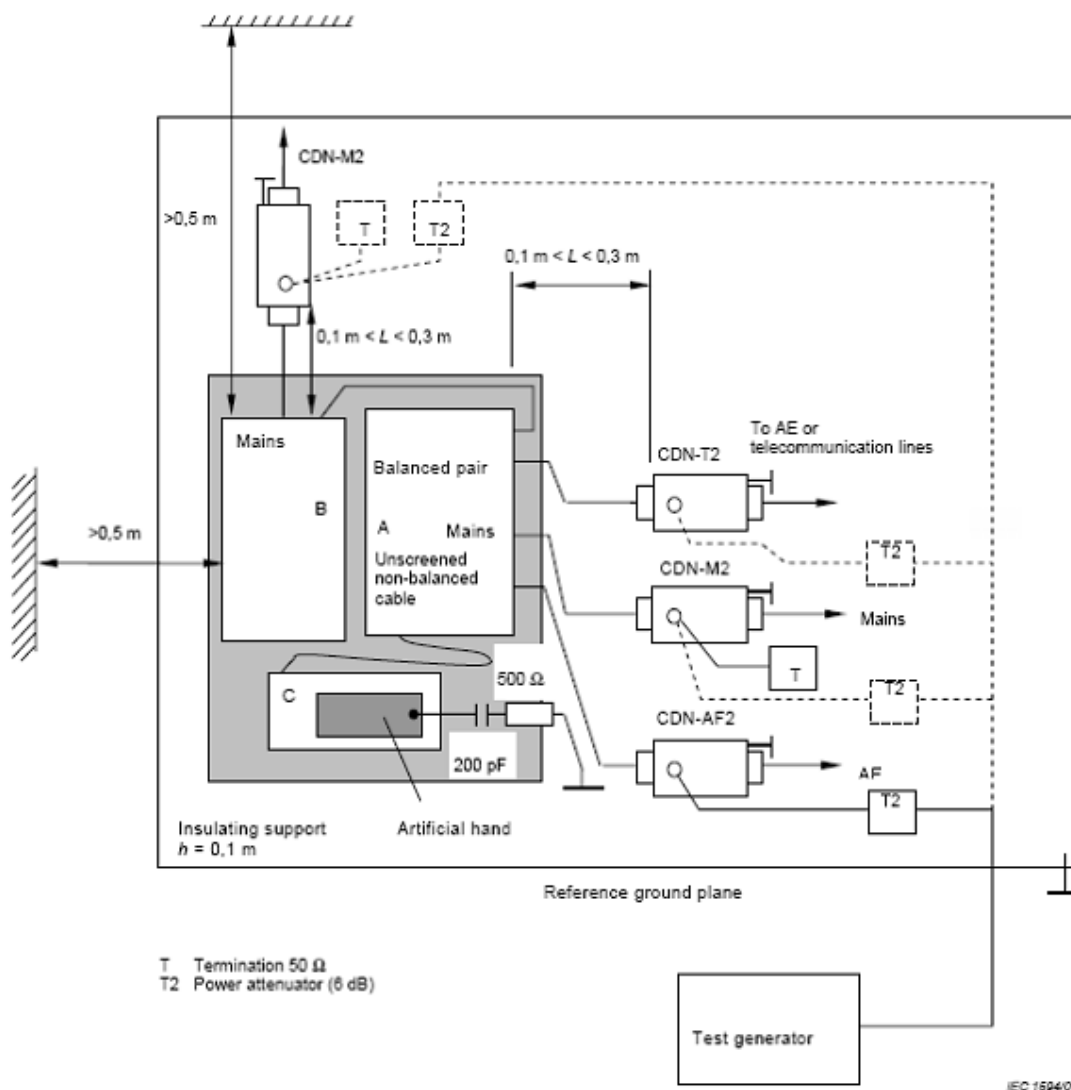 CDN-M2
>0,5 m
T
T2
0,1 m < L < 0,3 m
0,1 m < L < 0,3 m
Mains
B
Balanced pair
A
Mains
Unscreened
non-balanced
cable
To AE or
telecommunication lines
CDN-T2
T2
>0,5 m
CDN-M2
Mains
T
T2
C
500 Ω
200 pF
CDN-AF2
AF
T2
Insulating support
h = 0,1 m
Artificial hand
Reference ground plane
T Termination 50 Ω
T2 Power attenuator (6 dB)
Test generator